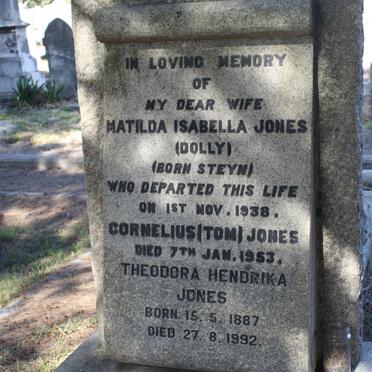 IN LOVING MEMORY
OF
MY DEAR WIFE
MATILDA ISABELLA JONES
(DOLLY)
(BORN STEYN)
WHO DEPARTED THIS LIFE
ON 1ST NOV. 1938.
CORNELIUS (TOM) JONES
DIED 7TH JAN. 1953.
THEODORA HENDRIKA
JONES
BORN 15. 5. 1887
DIED 27. 8. 1992.